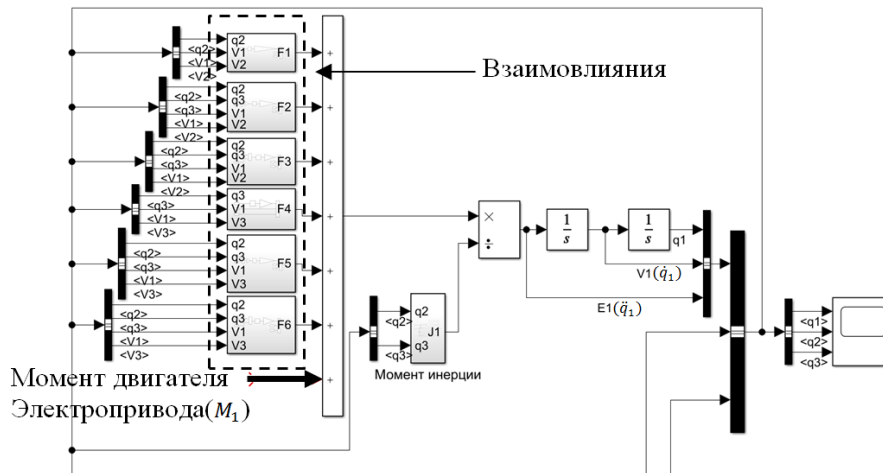 q2
V1
V2
F1
<q2>
<V1>
<V2>
+
Взаимовлияния
q2
q3
V1
V2
F2
<q2>
<q3>
<V1>
<V2>
+
q2
q3
V1
V2
F3
<q2>
<q3>
<V1>
<V2>
+
q3
V1
V3
F4
<q3>
<V1>
<V3>
+
q2
q3
V1
V3
F5
<q2>
<q3>
<V1>
<V3>
+
q2
q3
V1
V3
F6
<q2>
<q3>
<V1>
<V3>
+
Момент двигателя
Электропривода(M₁)
+
q2
q3
J1
<q2>
<q3>
Момент инерции
×
÷
1/s
1/s
q1
V1(q̇₁)
E1(q̈₁)
<q1>
<q2>
<q3>